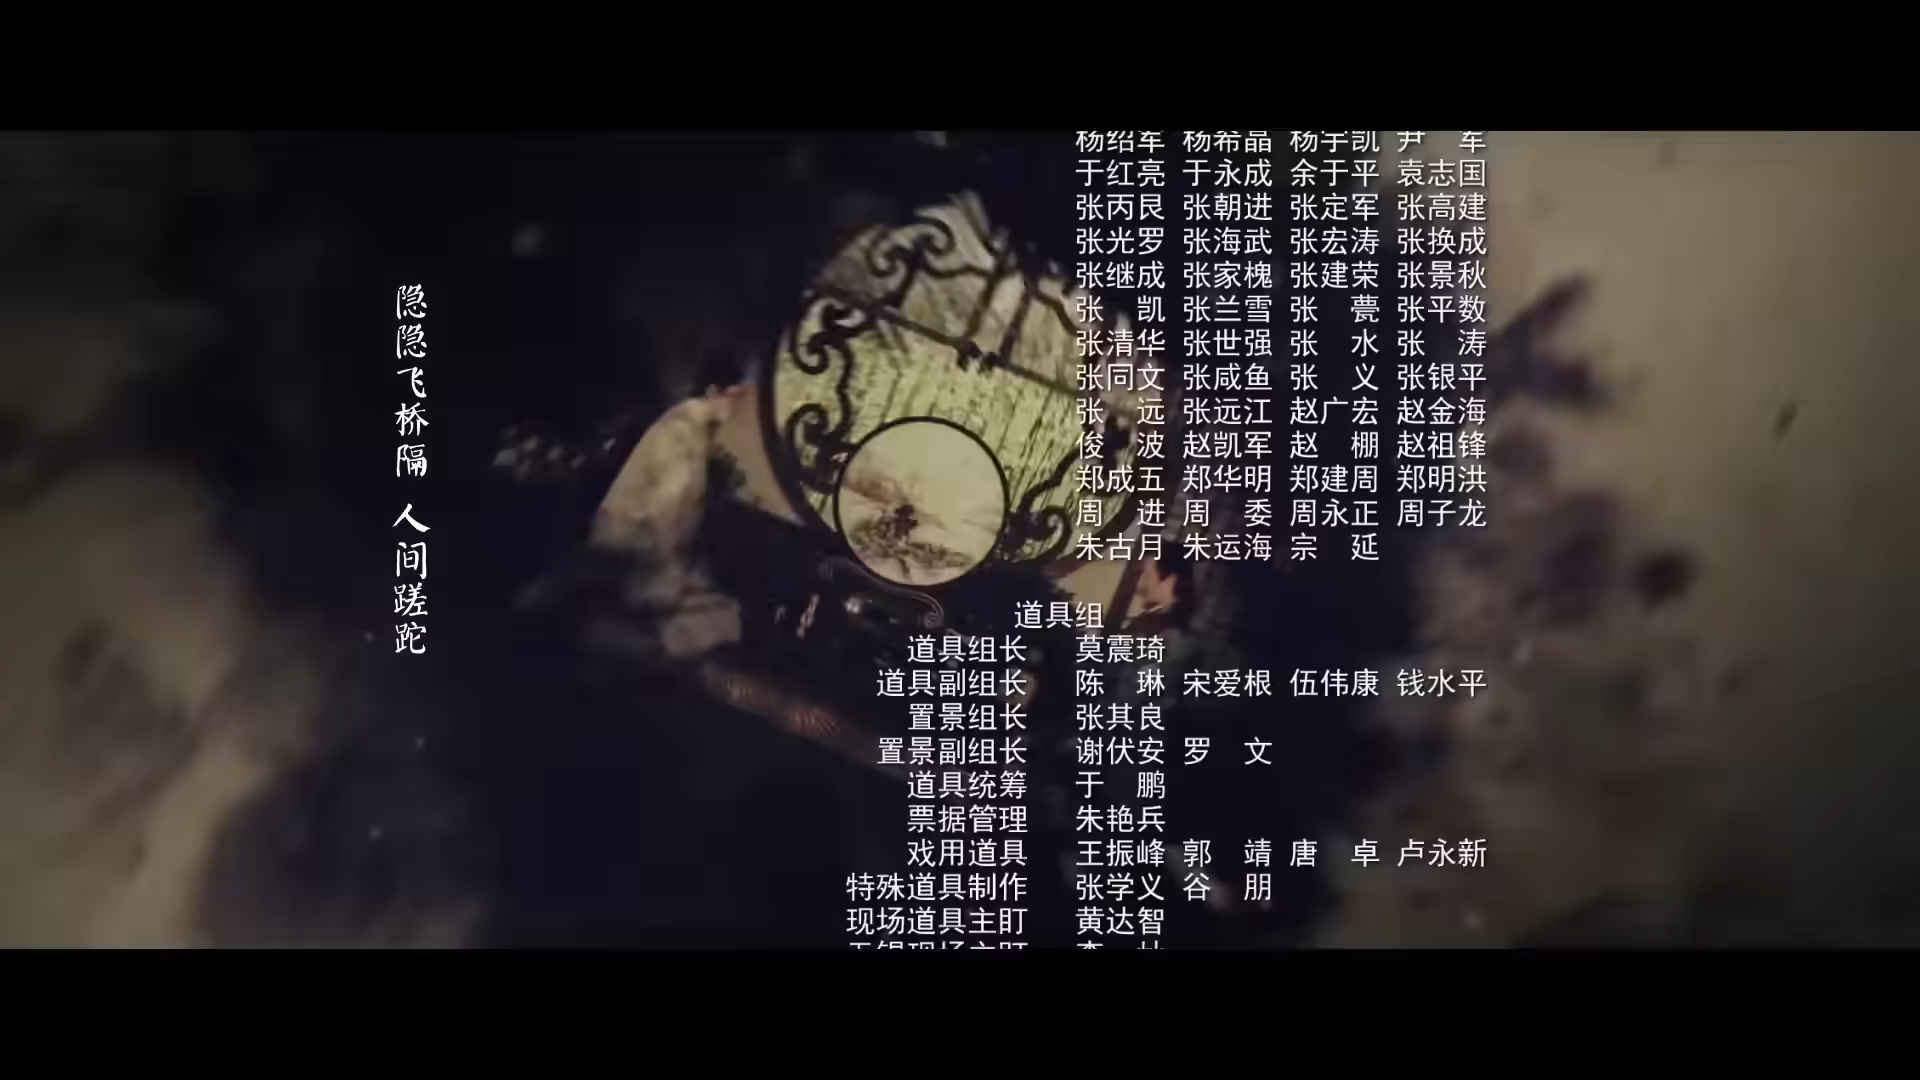 隐隐飞桥隔 人间蹉跎
杨绍军 杨希晶 杨宇凯 尹 军
于红亮 于永成 余于平 袁志国
张丙艮 张朝进 张定军 张高建
张光罗 张海武 张宏涛 张换成
张继成 张家槐 张建荣 张景秋
张 凯 张兰雪 张 甍 张平数
张清华 张世强 张 水 张 涛
张同文 张咸鱼 张 义 张银平
张 远 张远江 赵广宏 赵金海
俊 波 赵凯军 赵 棚 赵祖锋
郑成五 郑华明 郑建周 郑明洪
周 进 周 委 周永正 周子龙
朱古月 朱运海 宗 延
道具组
道具组长 莫震琦
道具副组长 陈 琳 宋爱根 伍伟康 钱水平
置景组长 张其良
置景副组长 谢伏安 罗 文
道具统筹 于 鹏
票据管理 朱艳兵
戏用道具 王振峰 郭 靖 唐 卓 卢永新
特殊道具制作 张学义 谷 朋
现场道具主盯 黄达智